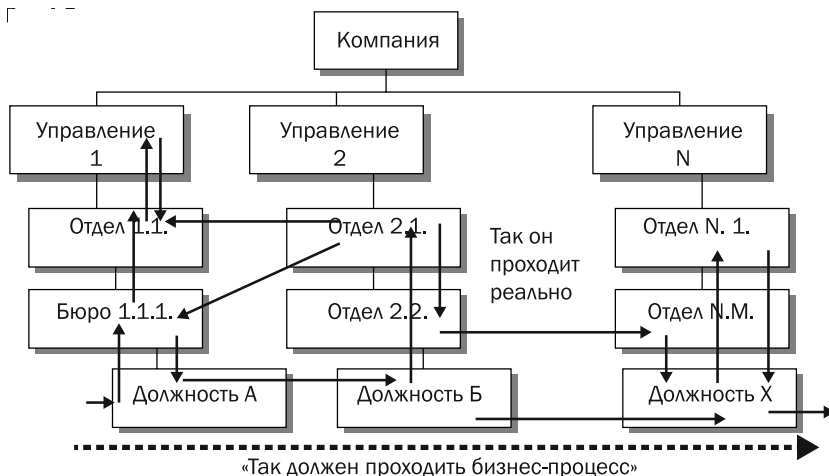 Компания
Управление
1
Управление
2
Управление
N
Отдел 1.1.
Отдел 2.1.
Отдел N. 1.
Так он
проходит
реально
Бюро 1.1.1.
Отдел 2.2.
Отдел N.M.
Должность А
Должность Б
Должность X
«Так должен проходить бизнес-процесс»